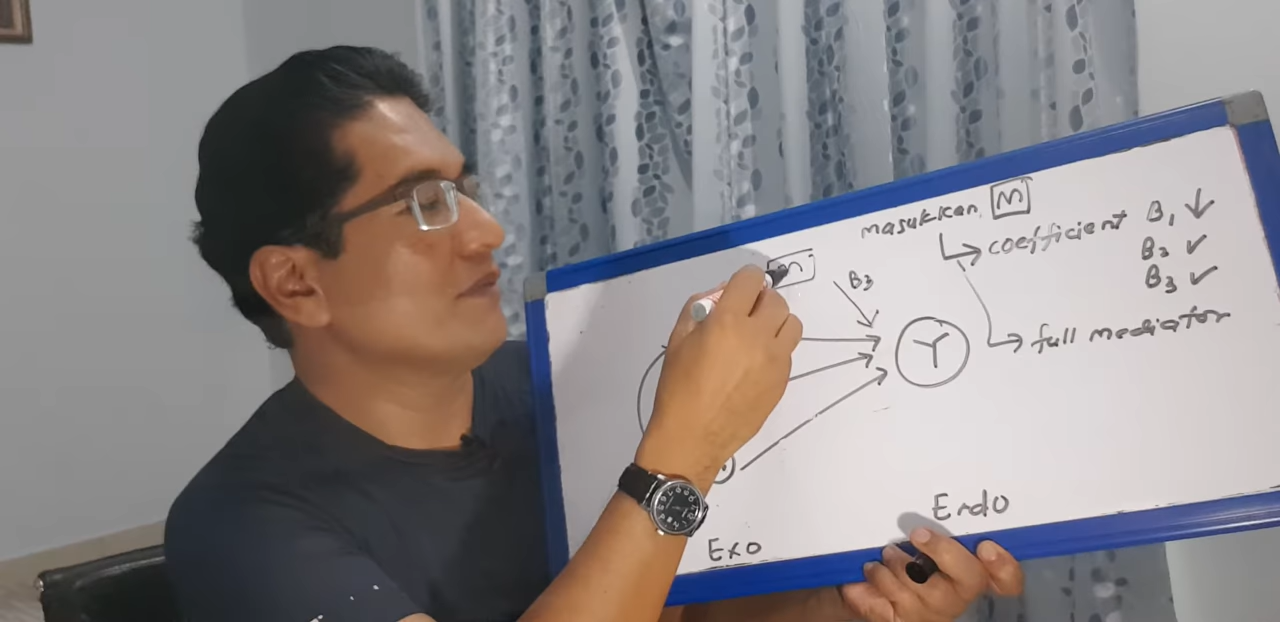 masukkan m
coefficient
B1 ↓
B2 ✓
B3 ✓
full mediator
m
B3
Y
Endo
Exo